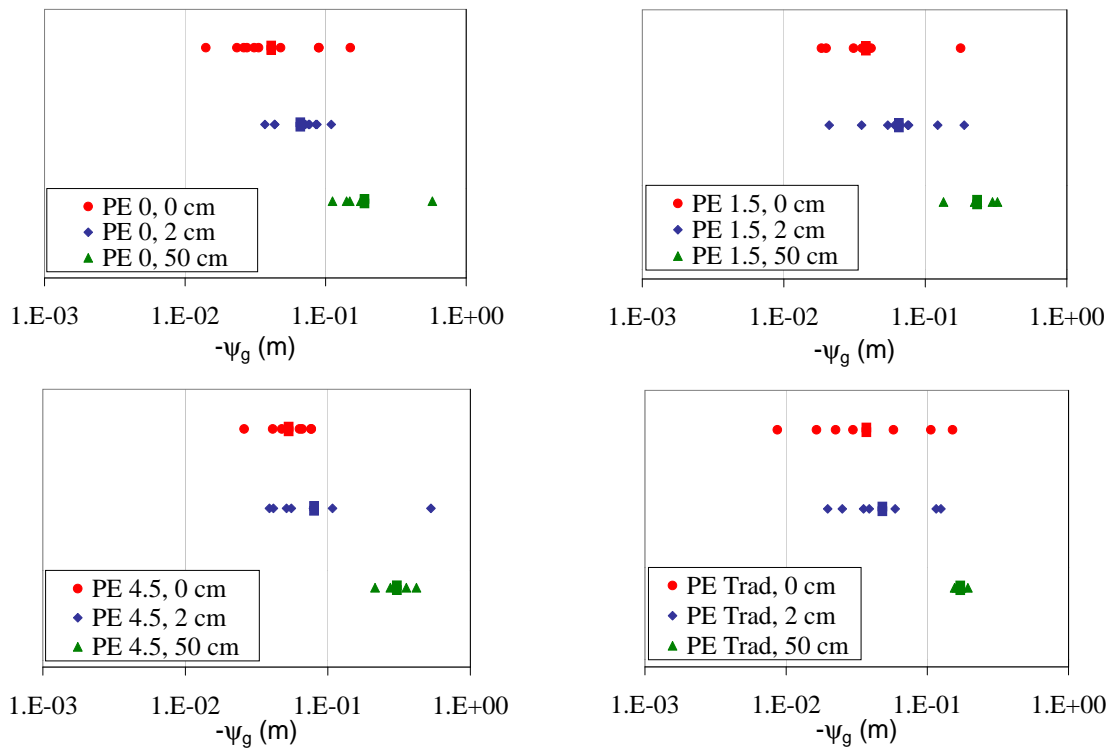 PE 0, 0 cm
PE 0, 2 cm
PE 0, 50 cm
1.E-03 1.E-02 1.E-01 1.E+00
-ψg (m)
PE 1.5, 0 cm
PE 1.5, 2 cm
PE 1.5, 50 cm
1.E-03 1.E-02 1.E-01 1.E+00
-ψg (m)
PE 4.5, 0 cm
PE 4.5, 2 cm
PE 4.5, 50 cm
1.E-03 1.E-02 1.E-01 1.E+00
-ψg (m)
PE Trad, 0 cm
PE Trad, 2 cm
PE Trad, 50 cm
1.E-03 1.E-02 1.E-01 1.E+00
-ψg (m)